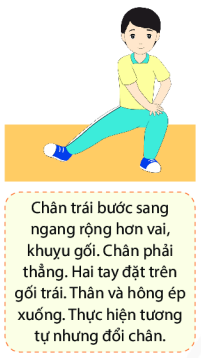 Chân trái bước sang
ngang rộng hơn vai,
khuỵu gối. Chân phải
thẳng. Hai tay đặt trên
gối trái. Thân và hông ép
xuống. Thực hiện tương
tự nhưng đổi chân.